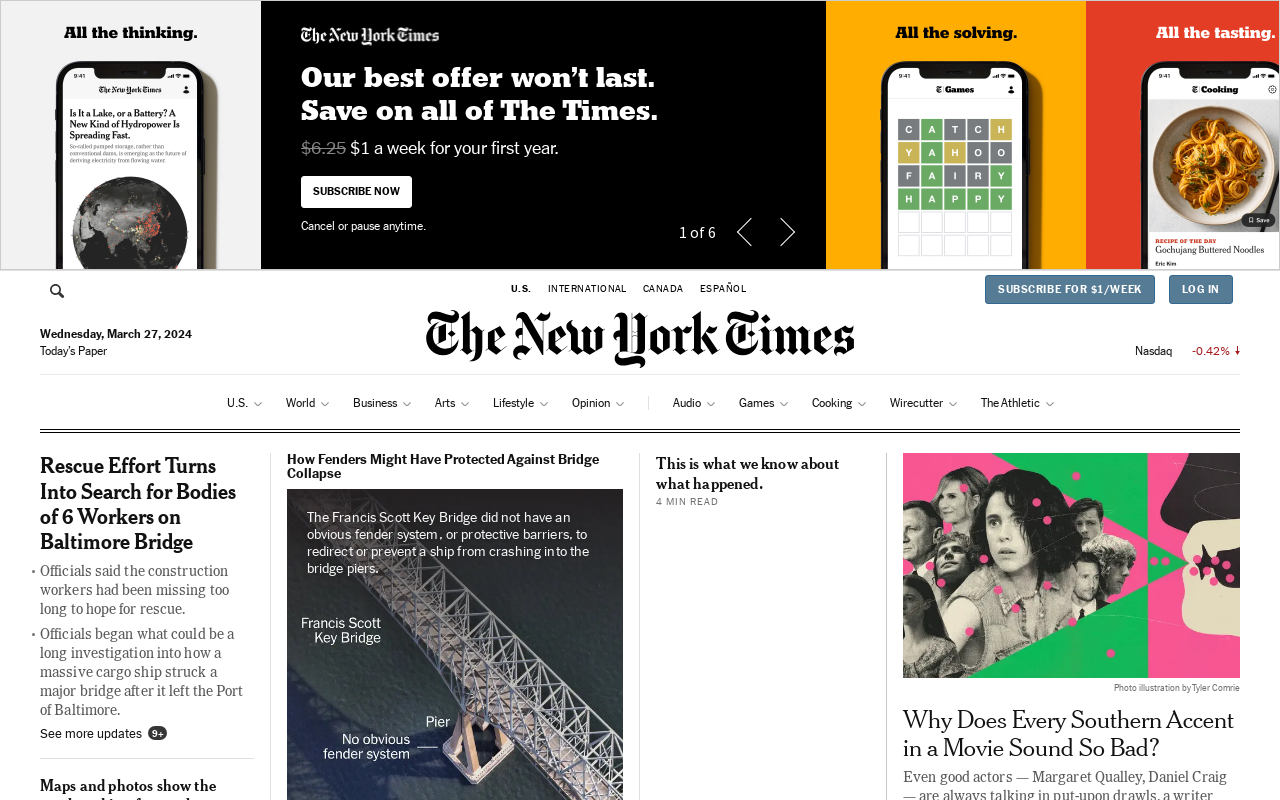 All the thinking.
9:41
The New York Times
Is It a Lake, or a Battery? A
New Kind of Hydropower Is
Spreading Fast.
So-called pumped storage, rather than
conventional dams, is emerging as the future of
deriving electricity from flowing water.
The New York Times
Our best offer won't last.
Save on all of The Times.
$6.25 $1 a week for your first year.
SUBSCRIBE NOW
Cancel or pause anytime.
1 of 6
All the solving.
9:41
T Games
C A T C H
Y A H O O
F A I R Y
H A P P Y
All the tasting.
9:41
T Cooking
Save
RECIPE OF THE DAY
Gochujang Buttered Noodles
Eric Kim
U.S. INTERNATIONAL CANADA ESPAÑOL
SUBSCRIBE FOR $1/WEEK
LOG IN
Wednesday, March 27, 2024
Today's Paper
The New York Times
Nasdaq -0.42%
U.S. World Business Arts Lifestyle Opinion Audio Games Cooking Wirecutter The Athletic
Rescue Effort Turns
Into Search for Bodies
of 6 Workers on
Baltimore Bridge
• Officials said the construction
workers had been missing too
long to hope for rescue.
• Officials began what could be a
long investigation into how a
massive cargo ship struck a
major bridge after it left the Port
of Baltimore.
See more updates 9+
Maps and photos show the
How Fenders Might Have Protected Against Bridge
Collapse
The Francis Scott Key Bridge did not have an
obvious fender system, or protective barriers, to
redirect or prevent a ship from crashing into the
bridge piers.
Francis Scott
Key Bridge
Pier
No obvious
fender system
This is what we know about
what happened.
4 MIN READ
Photo illustration by Tyler Comrie
Why Does Every Southern Accent
in a Movie Sound So Bad?
Even good actors — Margaret Qualley, Daniel Craig
— are always talking in put-upon drawls, a writer